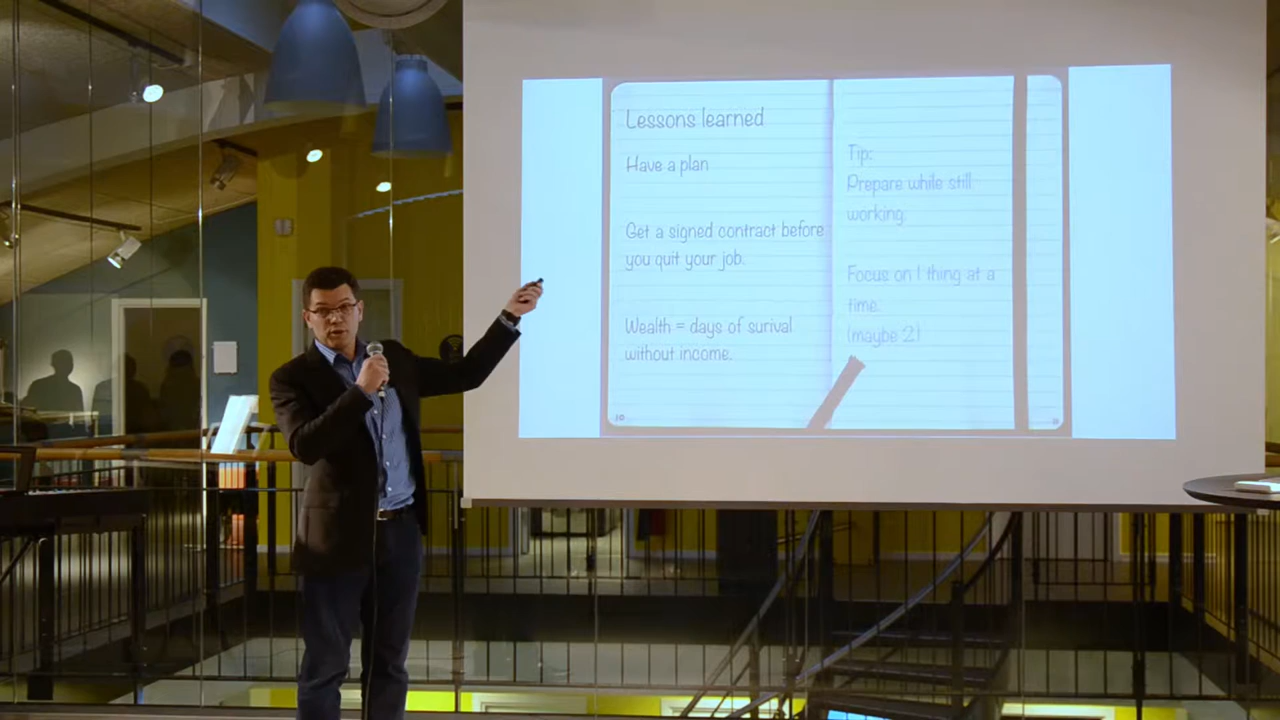 Lessons learned
Have a plan
Get a signed contract before
you quit your job.
Wealth = days of surival
without income.
10
Tip:
Prepare while still
working.
Focus on 1 thing at a
time.
(maybe 2)